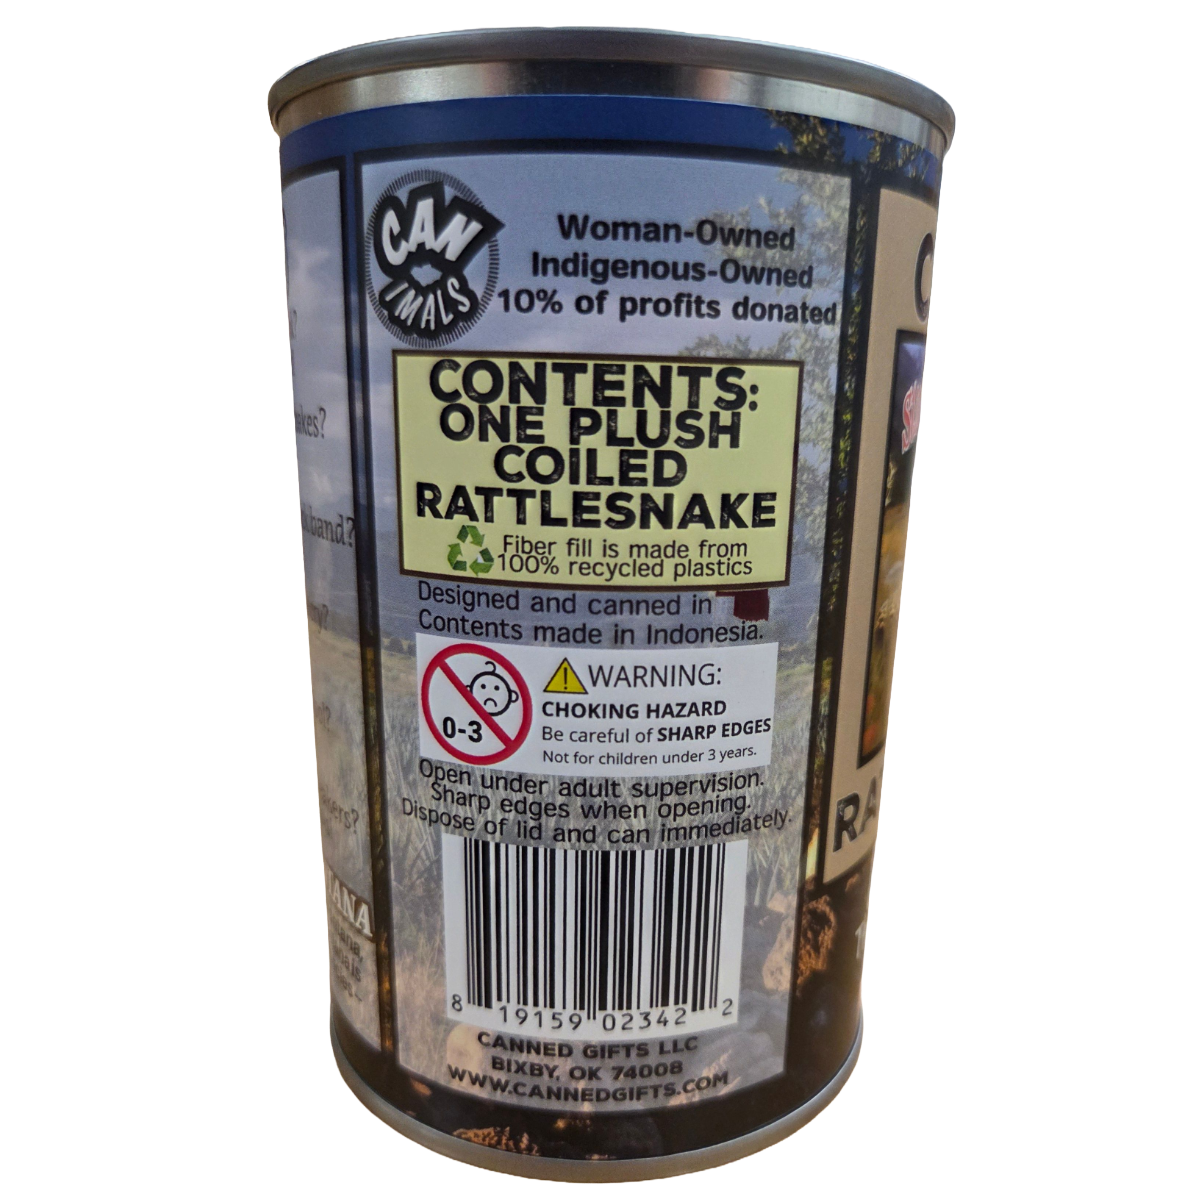 CAN
IMALS
Woman-Owned
Indigenous-Owned
10% of profits donated
CONTENTS:
ONE PLUSH
COILED
RATTLESNAKE
Fiber fill is made from
100% recycled plastics
Designed and canned in
Contents made in Indonesia.
WARNING:
CHOKING HAZARD
0-3
Be careful of SHARP EDGES
Not for children under 3 years.
Open under adult supervision.
Sharp edges when opening.
Dispose of lid and can immediately.
8 19159 02342 2
CANNED GIFTS LLC
BIXBY, OK 74008
WWW.CANNEDGIFTS.COM
band?